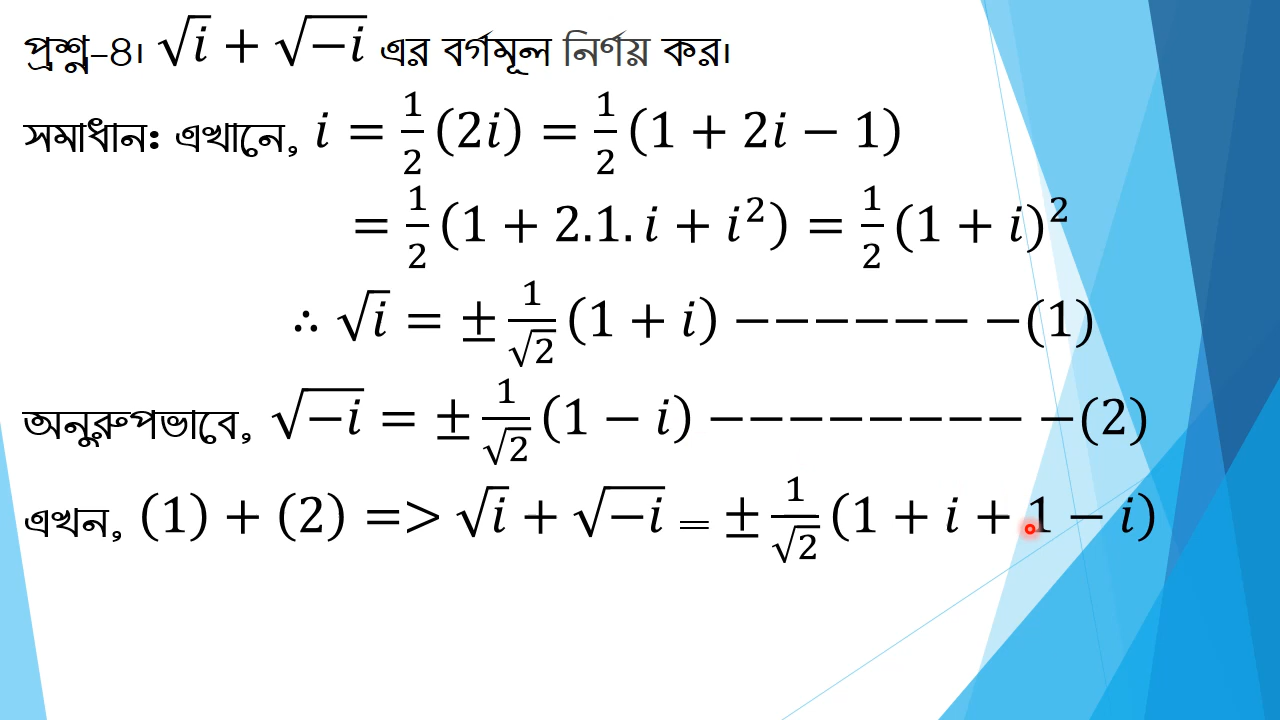 প্রশ্ন–8। √i + √−i এর বর্গমূল নির্ণয় কর।
সমাধান: এখানে, i = 1/2 (2i) = 1/2 (1 + 2i − 1)
= 1/2 (1 + 2.1. i + i²) = 1/2 (1 + i)²
∴ √i = ± 1/√2 (1 + i) − − − − − − −(1)
অনুরুপভাবে, √−i = ± 1/√2 (1 − i) − − − − − − − − −(2)
এখন, (1) + (2) => √i + √−i = ± 1/√2 (1 + i + 1 − i)